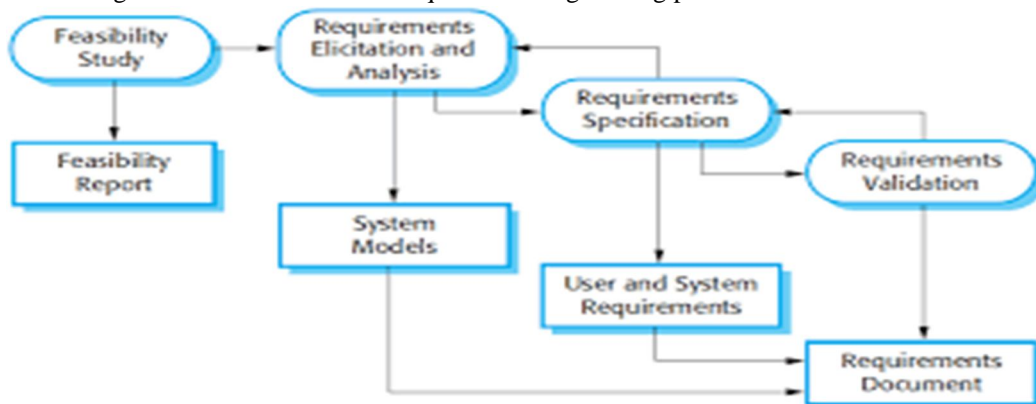 Feasibility
Study
Requirements
Elicitation and
Analysis
Requirements
Specification
Requirements
Validation
Feasibility
Report
System
Models
User and System
Requirements
Requirements
Document